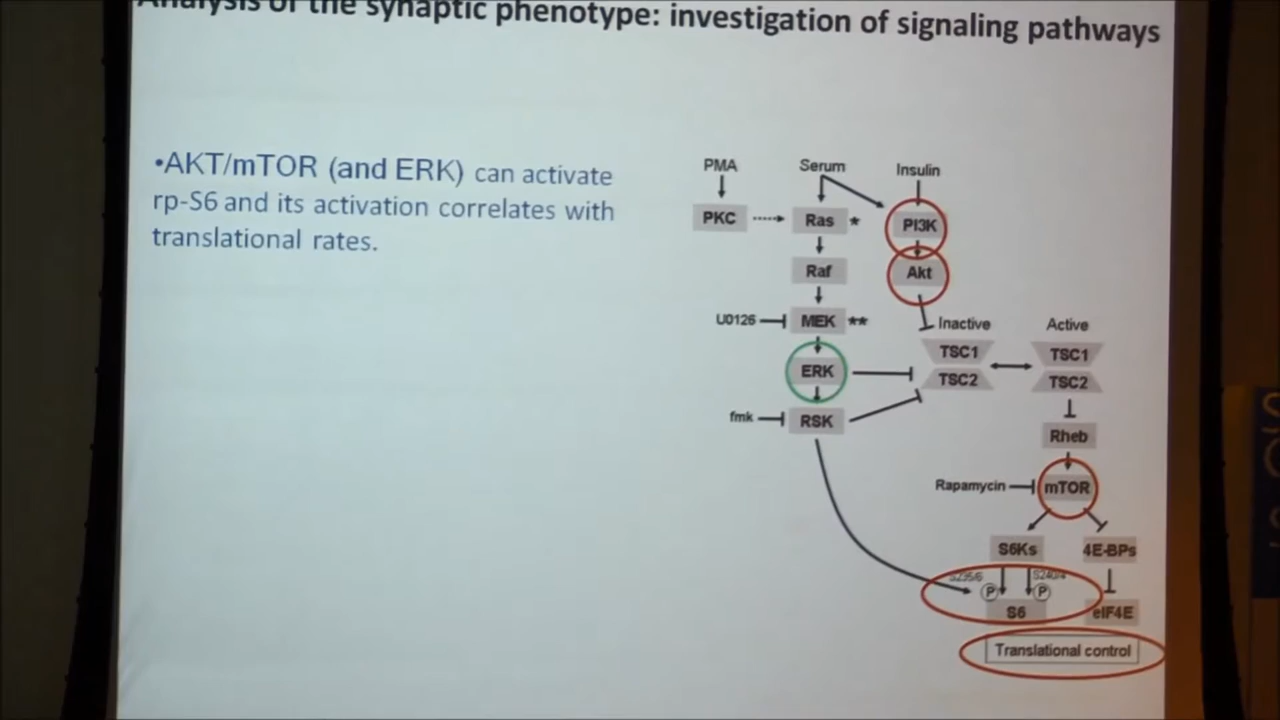 Analysis of the synaptic phenotype: investigation of signaling pathways
•AKT/mTOR (and ERK) can activate
rp-S6 and its activation correlates with
translational rates.
PMA
Serum
Insulin
PKC
Ras *
PI3K
Raf
Akt
U0126
MEK **
Inactive
Active
TSC1
TSC1
ERK
TSC2
TSC2
fmk
RSK
Rheb
Rapamycin
mTOR
S6Ks
4E-BPs
P
P
S6
eIF4E
Translational control